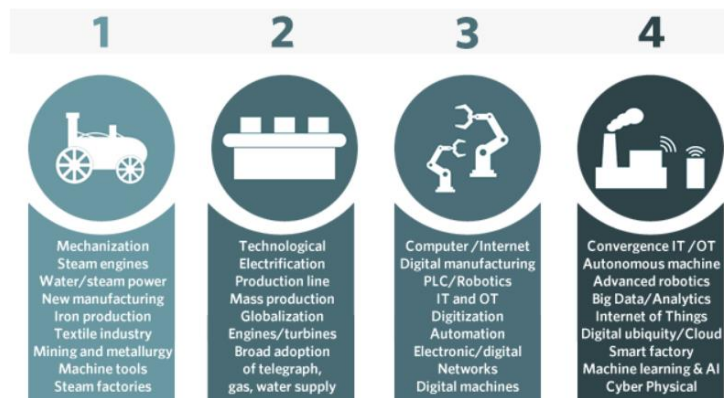 1
2
3
4
Mechanization
Steam engines
Water/steam power
New manufacturing
Iron production
Textile industry
Mining and metallurgy
Machine tools
Steam factories
Technological
Electrification
Production line
Mass production
Globalization
Engines/turbines
Broad adoption
of telegraph,
gas, water supply
Computer /Internet
Digital manufacturing
PLC/Robotics
IT and OT
Digitization
Automation
Electronic/digital
Networks
Digital machines
Convergence IT /OT
Autonomous machine
Advanced robotics
Big Data/Analytics
Internet of Things
Digital ubiquity/Cloud
Smart factory
Machine learning & AI
Cyber Physical